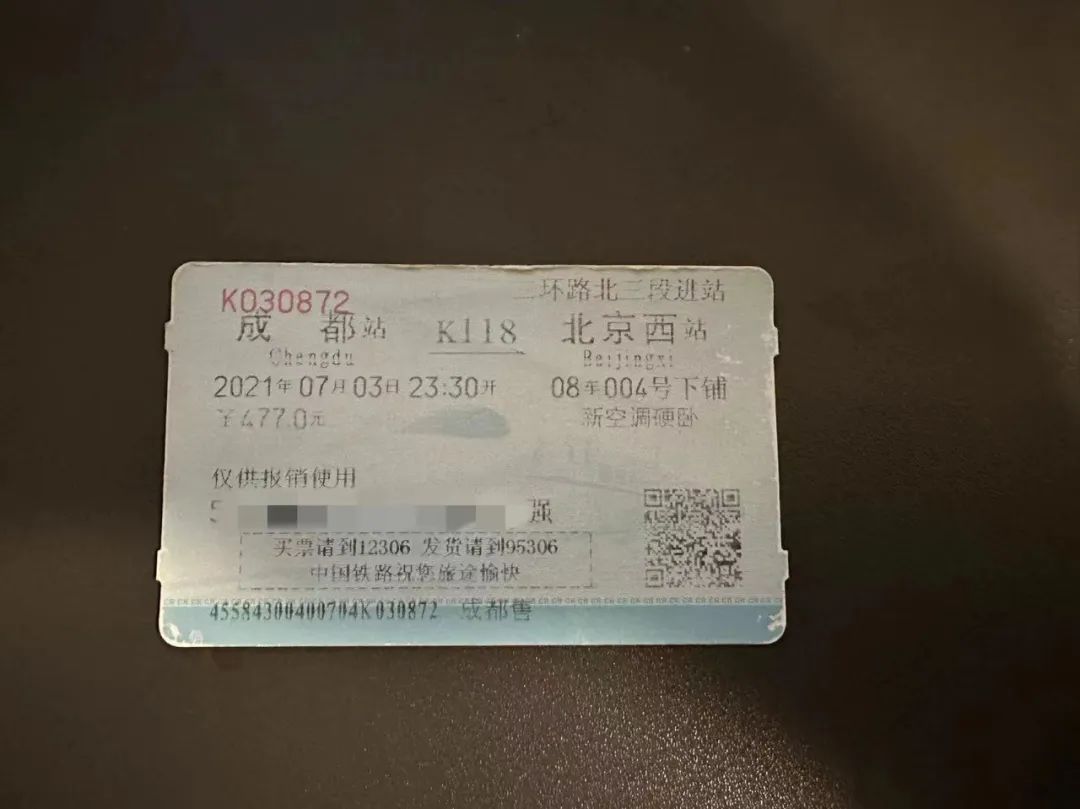 K030872 三环路北三段进站
成都站 K118 北京西站
Chengdu Beijingxi
2021年07月03日23:30开 08车004号下铺
￥477.0元 新空调硬卧
仅供报销使用
强
买票请到12306 发货请到95306
中国铁路祝您旅途愉快
45584300400704K030872 成都售